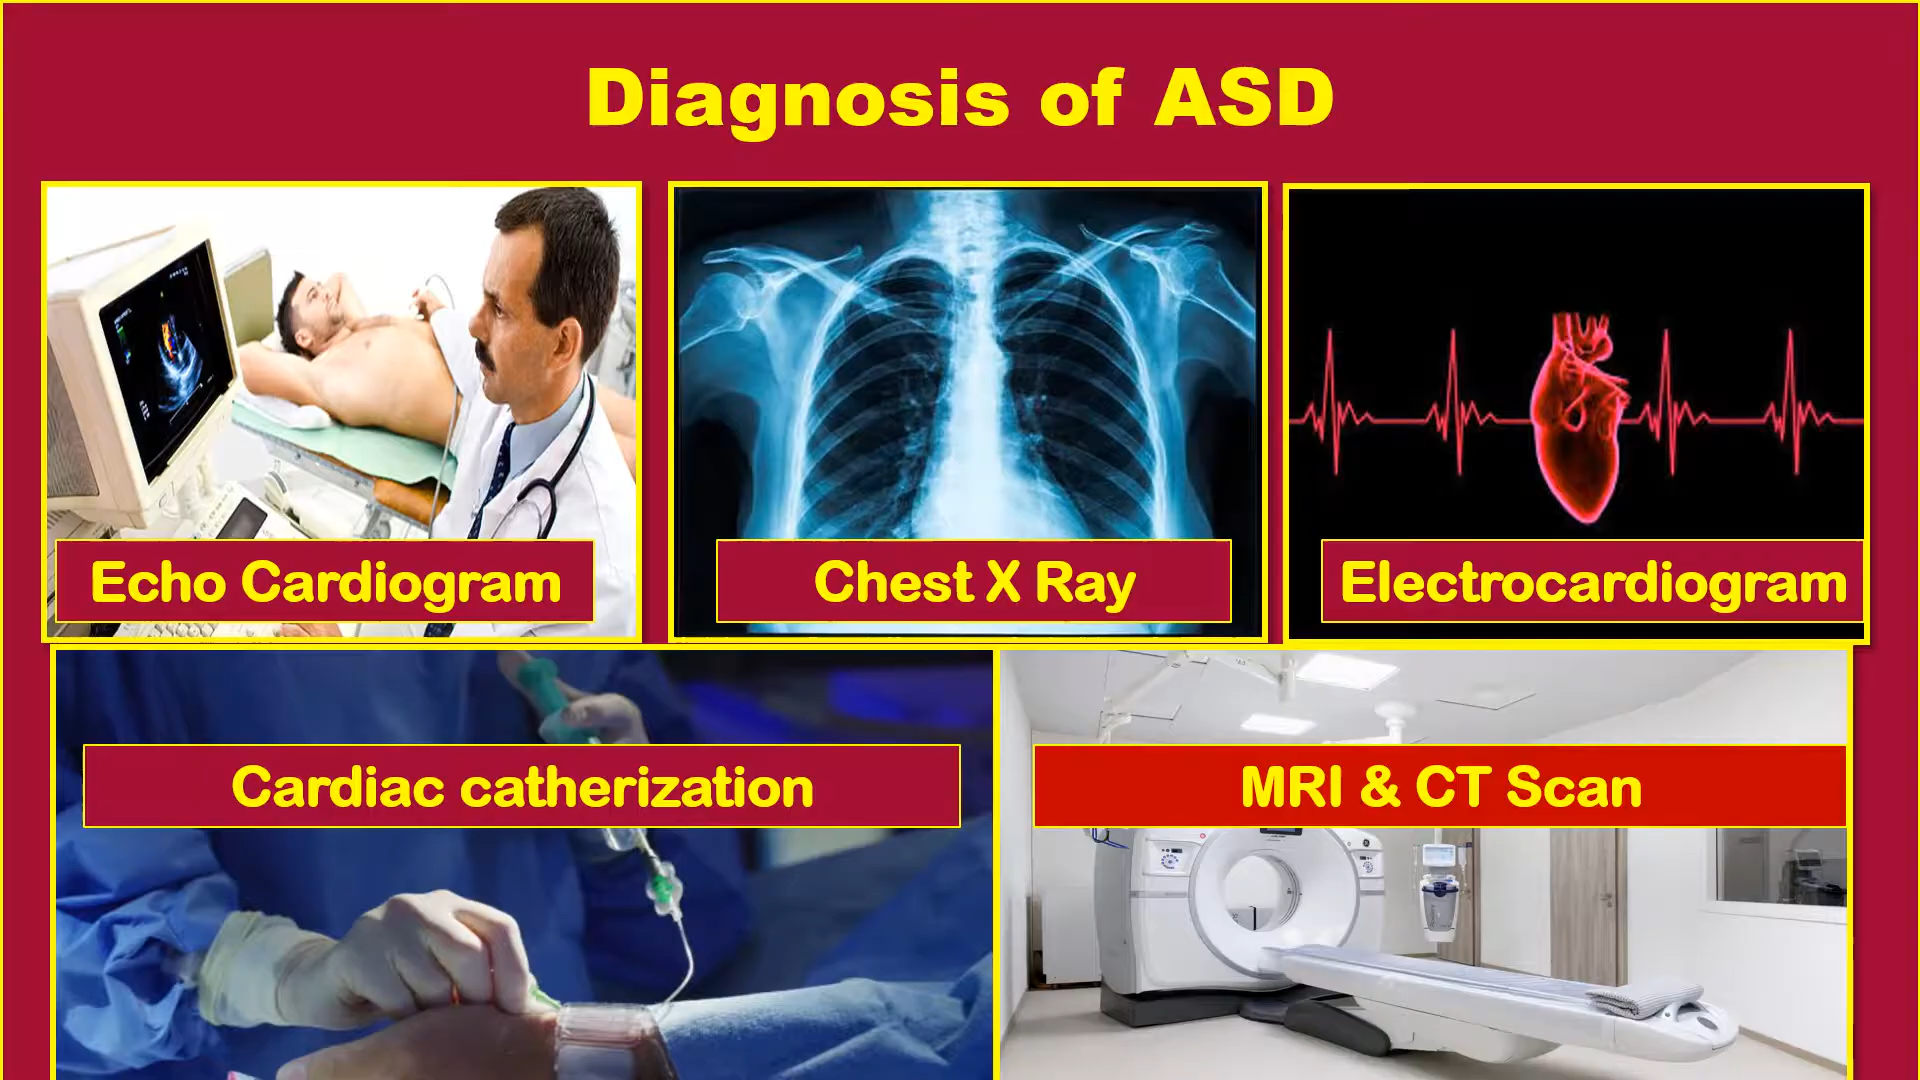 Diagnosis of ASD
Echo Cardiogram
Chest X Ray
Electrocardiogram
Cardiac catherization
MRI & CT Scan